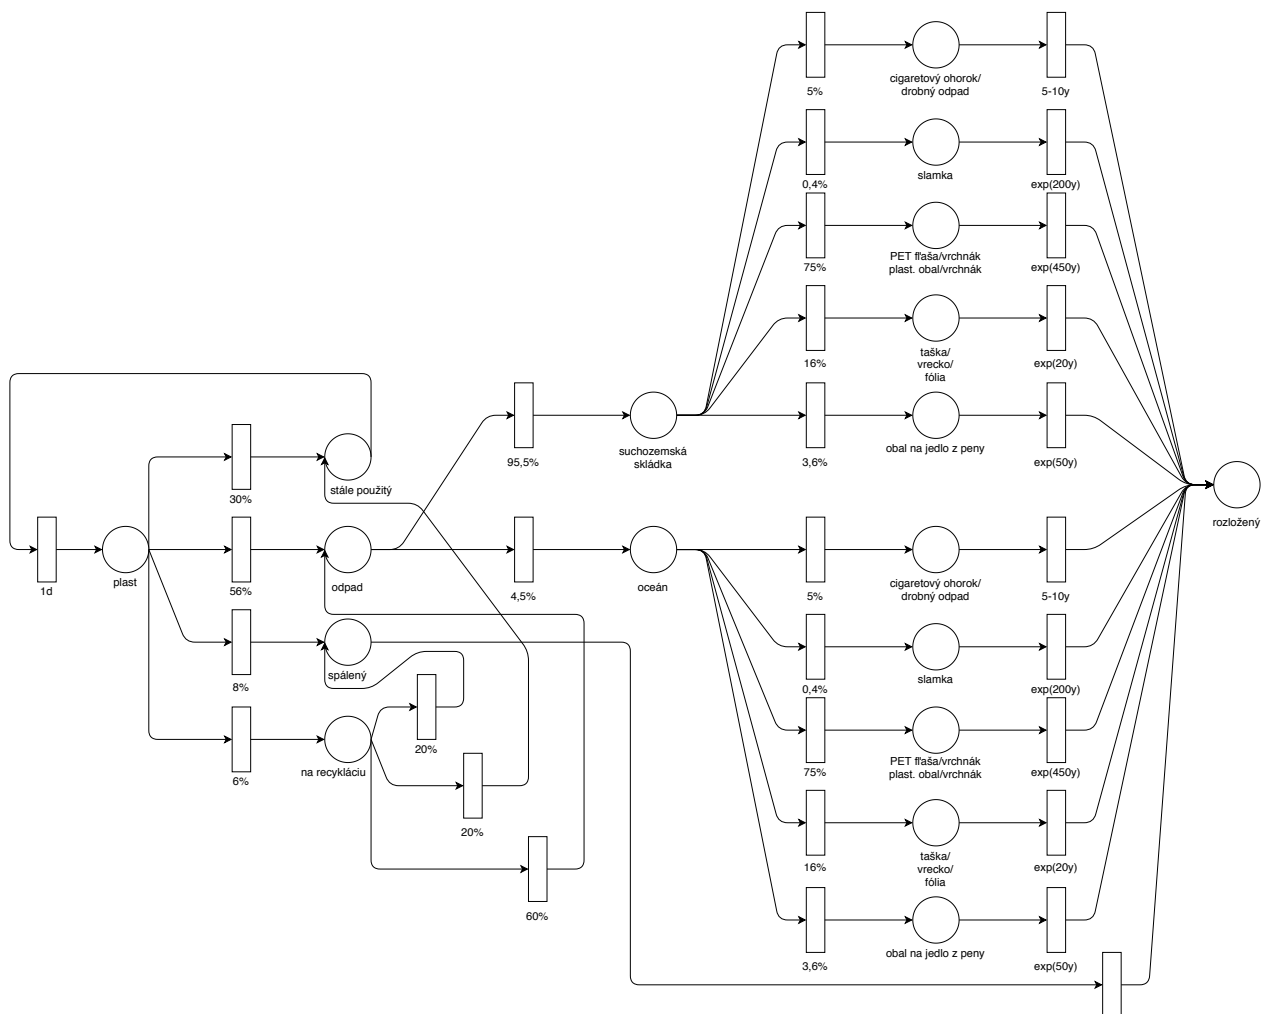 5%
cigaretový ohorok/
drobný odpad
5-10y
0,4%
slamka
exp(200y)
75%
PET fľaša/vrchnák
plast. obal/vrchnák
exp(450y)
16%
taška/
vrecko/
fólia
exp(20y)
3,6%
obal na jedlo z peny
exp(50y)
95,5%
suchozemská
skládka
30%
stále použitý
rozložený
1d
plast
56%
odpad
4,5%
oceán
5%
cigaretový ohorok/
drobný odpad
5-10y
8%
spálený
0,4%
slamka
exp(200y)
6%
na recykláciu
20%
20%
60%
75%
PET fľaša/vrchnák
plast. obal/vrchnák
exp(450y)
16%
taška/
vrecko/
fólia
exp(20y)
3,6%
obal na jedlo z peny
exp(50y)